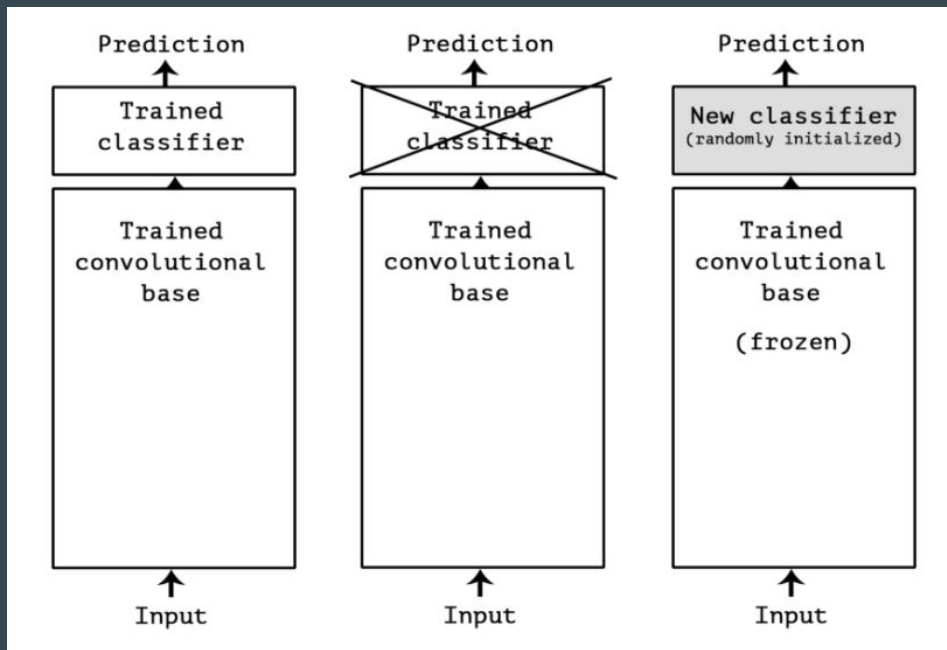 Prediction
Trained
classifier
Trained
convolutional
base
Input
Prediction
Trained
classifier
Trained
convolutional
base
Input
Prediction
New classifier
(randomly initialized)
Trained
convolutional
base
(frozen)
Input